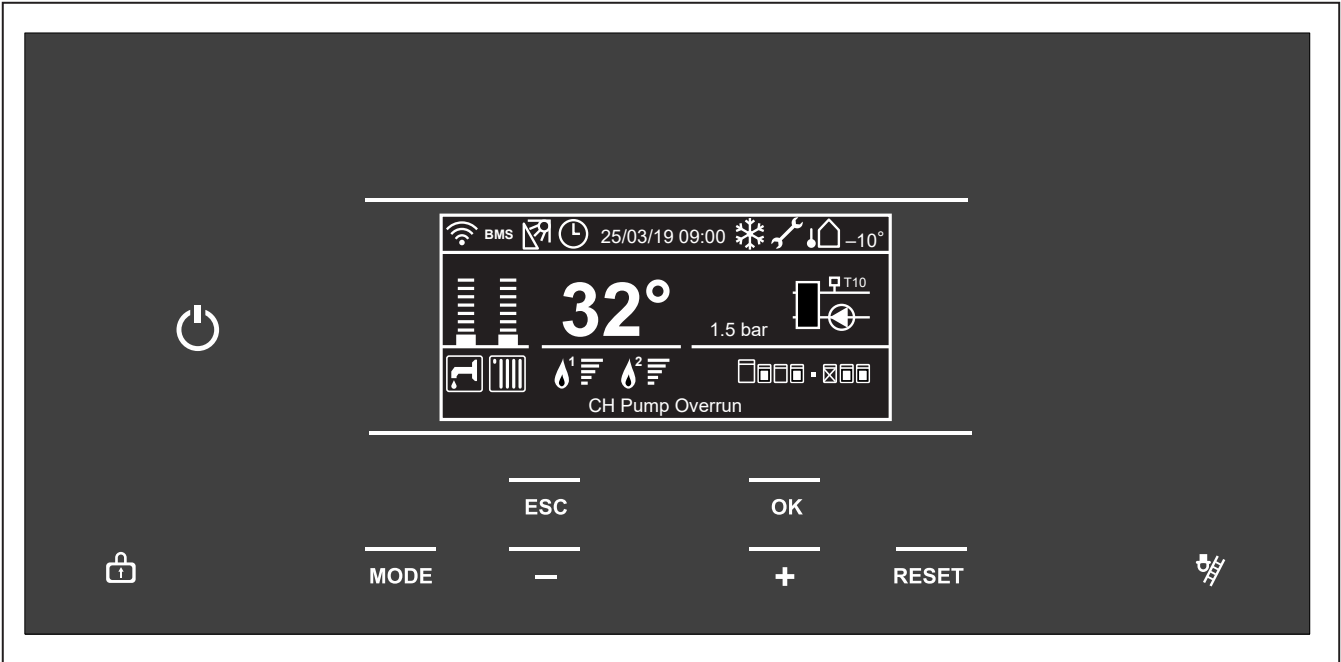 BMS 25/03/19 09:00 –10°
T10
32°
1.5 bar
1 2
CH Pump Overrun
ESC OK
MODE – + RESET